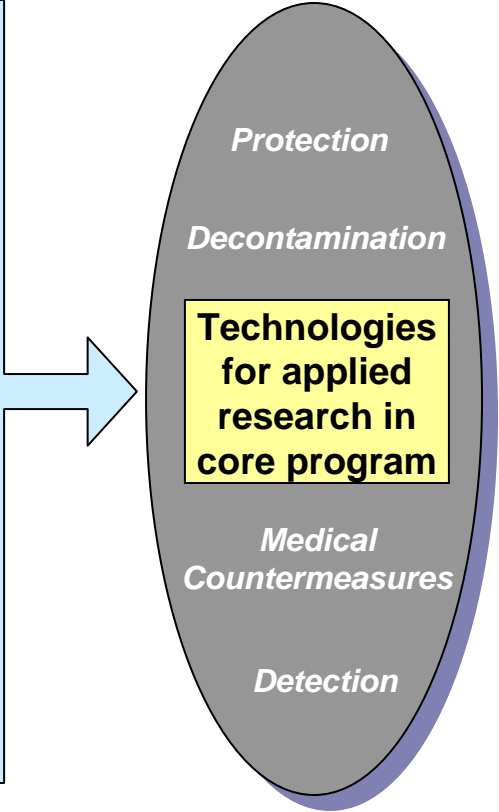 Protection
Decontamination
Technologies
for applied
research in
core program
Medical
Countermeasures
Detection